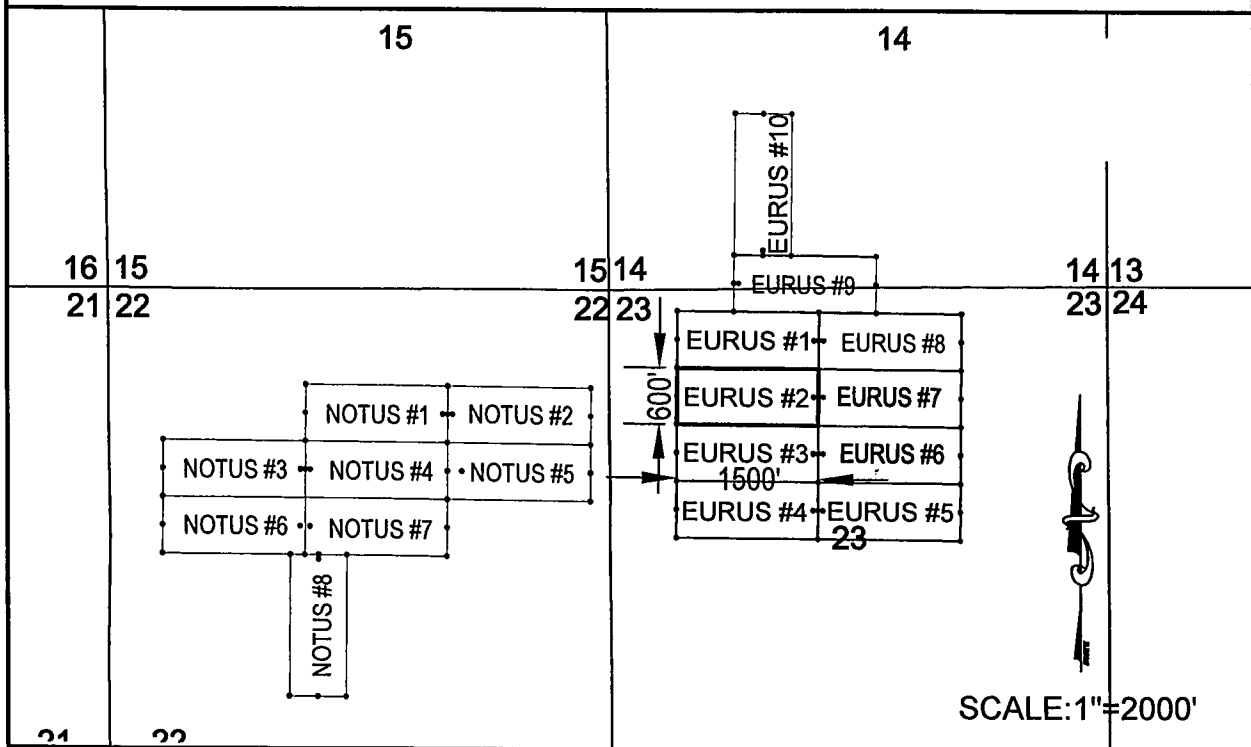 15
14
EURUS #10
16 15
15 14
14 13
21 22
22 23
23 24
EURUS #9
EURUS #1
EURUS #8
600'
EURUS #2
EURUS #7
NOTUS #1
NOTUS #2
EURUS #3
EURUS #6
NOTUS #3
NOTUS #4
NOTUS #5
1500'
EURUS #4
EURUS #5
NOTUS #6
NOTUS #7
23
NOTUS #8
SCALE:1"=2000'
21
22